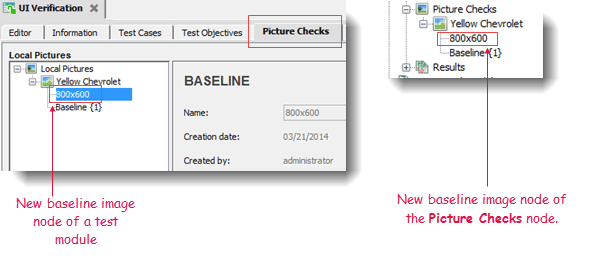 UI Verification
Editor Information Test Cases Test Objectives Picture Checks
Local Pictures
Local Pictures
Yellow Chevrolet
800x600
Baseline {1}
BASELINE
Name: 800x600
Creation date: 03/21/2014
Created by: administrator
New baseline image
node of a test
module
Picture Checks
Yellow Chevrolet
800x600
Baseline {1}
Results
New baseline image node of
the Picture Checks node.